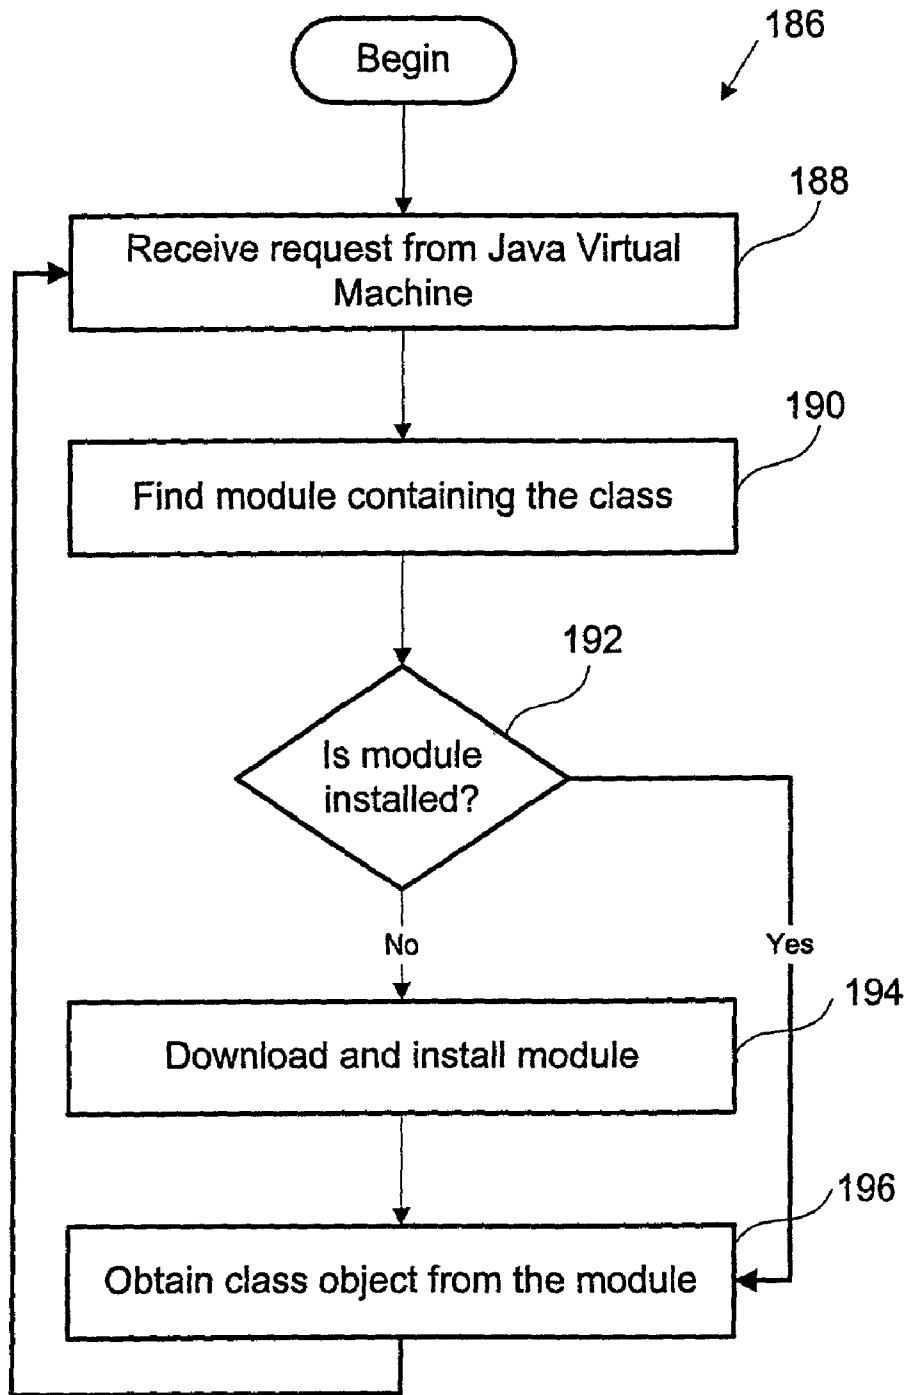 186
Begin
188
Receive request from Java Virtual
Machine
190
Find module containing the class
192
Is module
installed?
No
Yes
194
Download and install module
196
Obtain class object from the module